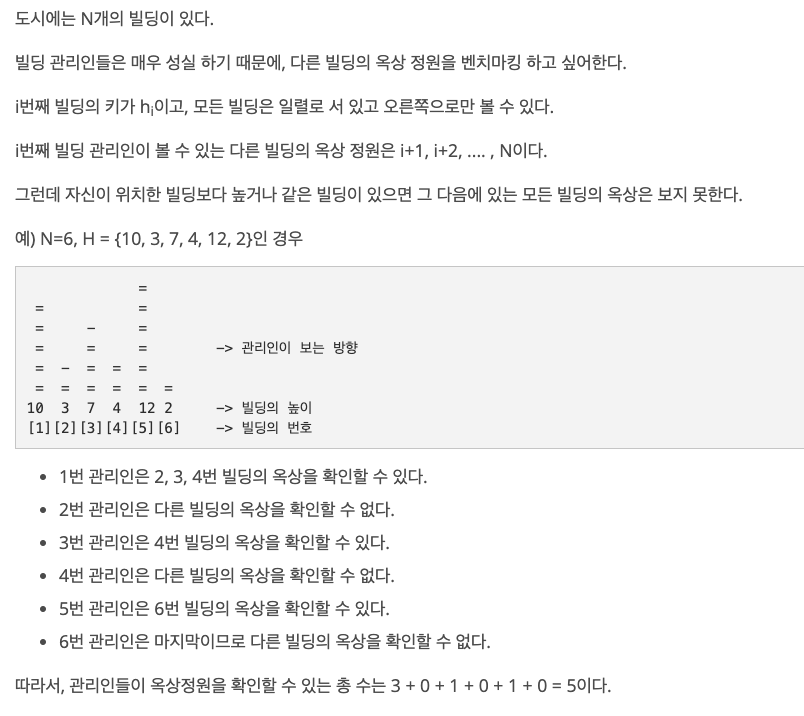 도시에는 N개의 빌딩이 있다.
빌딩 관리인들은 매우 성실 하기 때문에, 다른 빌딩의 옥상 정원을 벤치마킹 하고 싶어한다.
i번째 빌딩의 키가 hi이고, 모든 빌딩은 일렬로 서 있고 오른쪽으로만 볼 수 있다.
i번째 빌딩 관리인이 볼 수 있는 다른 빌딩의 옥상 정원은 i+1, i+2, .... , N이다.
그런데 자신이 위치한 빌딩보다 높거나 같은 빌딩이 있으면 그 다음에 있는 모든 빌딩의 옥상은 보지 못한다.
예) N=6, H = {10, 3, 7, 4, 12, 2}인 경우
             =
 =           =
 =     –     =
 =     =     =        –> 관리인이 보는 방향
 =  –  =  =  =
 =  =  =  =  =  =
10  3  7  4  12 2     –> 빌딩의 높이
[1][2][3][4][5][6]    –> 빌딩의 번호
• 1번 관리인은 2, 3, 4번 빌딩의 옥상을 확인할 수 있다.
• 2번 관리인은 다른 빌딩의 옥상을 확인할 수 없다.
• 3번 관리인은 4번 빌딩의 옥상을 확인할 수 있다.
• 4번 관리인은 다른 빌딩의 옥상을 확인할 수 없다.
• 5번 관리인은 6번 빌딩의 옥상을 확인할 수 있다.
• 6번 관리인은 마지막이므로 다른 빌딩의 옥상을 확인할 수 없다.
따라서, 관리인들이 옥상정원을 확인할 수 있는 총 수는 3 + 0 + 1 + 0 + 1 + 0 = 5이다.